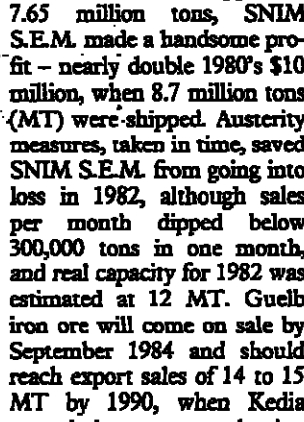 7.65 million tons, SNIM
S.E.M. made a handsome pro-
fit – nearly double 1980's $10
million, when 8.7 million tons
(MT) were shipped. Austerity
measures, taken in time, saved
SNIM S.E.M. from going into
loss in 1982, although sales
per month dipped below
300,000 tons in one month,
and real capacity for 1982 was
estimated at 12 MT. Guelb
iron ore will come on sale by
September 1984 and should
reach export sales of 14 to 15
MT by 1990, when Kedia